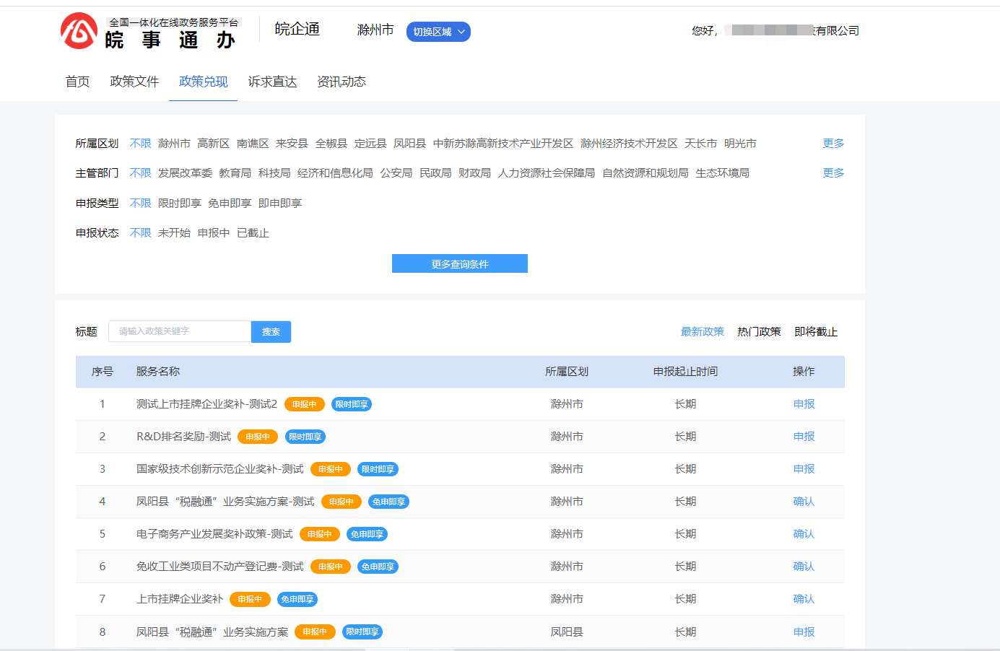 全国一体化在线政务服务平台
皖事通办
皖企通 滁州市 切换区域
您好, 有限公司
首页 政策文件 政策兑现 诉求直达 资讯动态
所属区划 不限 滁州市 高新区 南谯区 来安县 全椒县 定远县 凤阳县 中新苏滁高新技术产业开发区 滁州经济技术开发区 天长市 明光市 更多
主管部门 不限 发展改革委 教育局 科技局 经济和信息化局 公安局 民政局 财政局 人力资源社会保障局 自然资源和规划局 生态环境局 更多
申报类型 不限 限时即享 免申即享 即申即享
申报状态 不限 未开始 申报中 已截止
更多查询条件
标题 请输入政策关键字 搜索 最新政策 热门政策 即将截止
序号 服务名称 所属区划 申报起止时间 操作
1 测试上市挂牌企业奖补-测试2 申报中 限时即享 滁州市 长期 申报
2 R&D排名奖励-测试 申报中 限时即享 滁州市 长期 申报
3 国家级技术创新示范企业奖补-测试 申报中 限时即享 滁州市 长期 申报
4 凤阳县“税融通”业务实施方案-测试 申报中 免申即享 滁州市 长期 确认
5 电子商务产业发展奖补政策-测试 申报中 免申即享 滁州市 长期 确认
6 免收工业类项目不动产登记费-测试 申报中 免申即享 滁州市 长期 确认
7 上市挂牌企业奖补 申报中 免申即享 滁州市 长期 确认
8 凤阳县“税融通”业务实施方案 申报中 限时即享 凤阳县 长期 申报